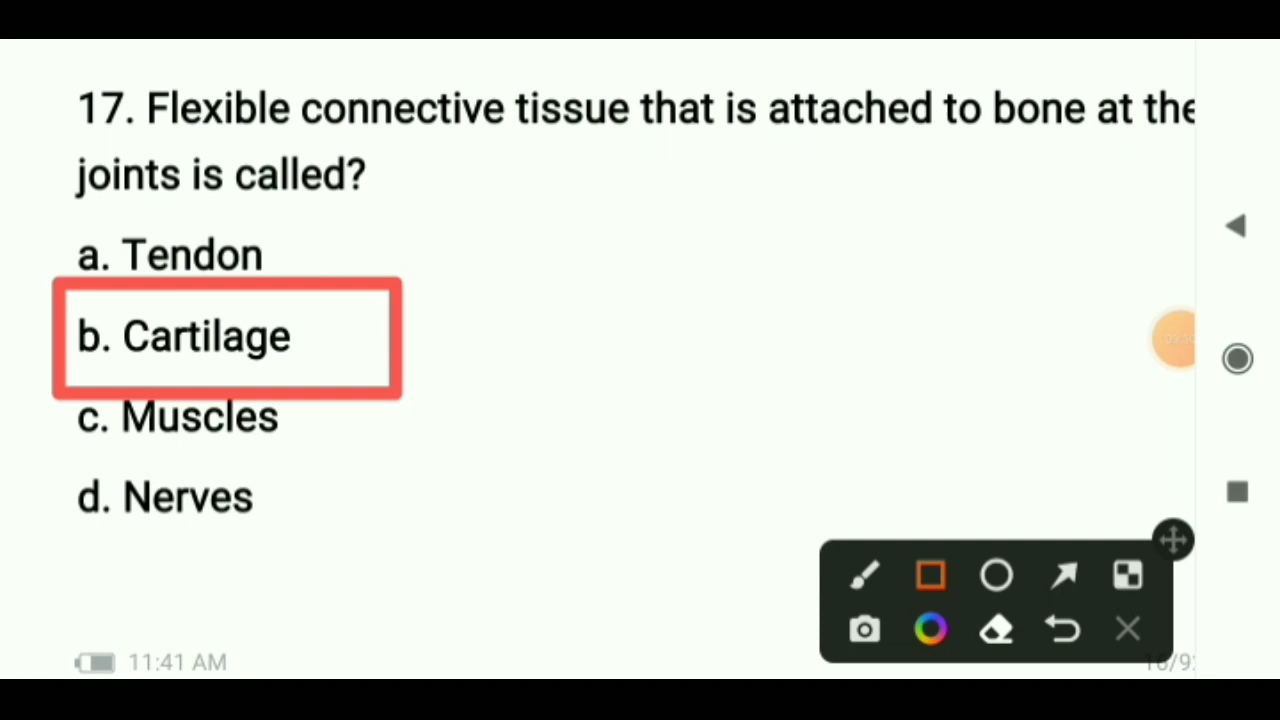 17. Flexible connective tissue that is attached to bone at the
joints is called?
a. Tendon
b. Cartilage
c. Muscles
d. Nerves
11:41 AM